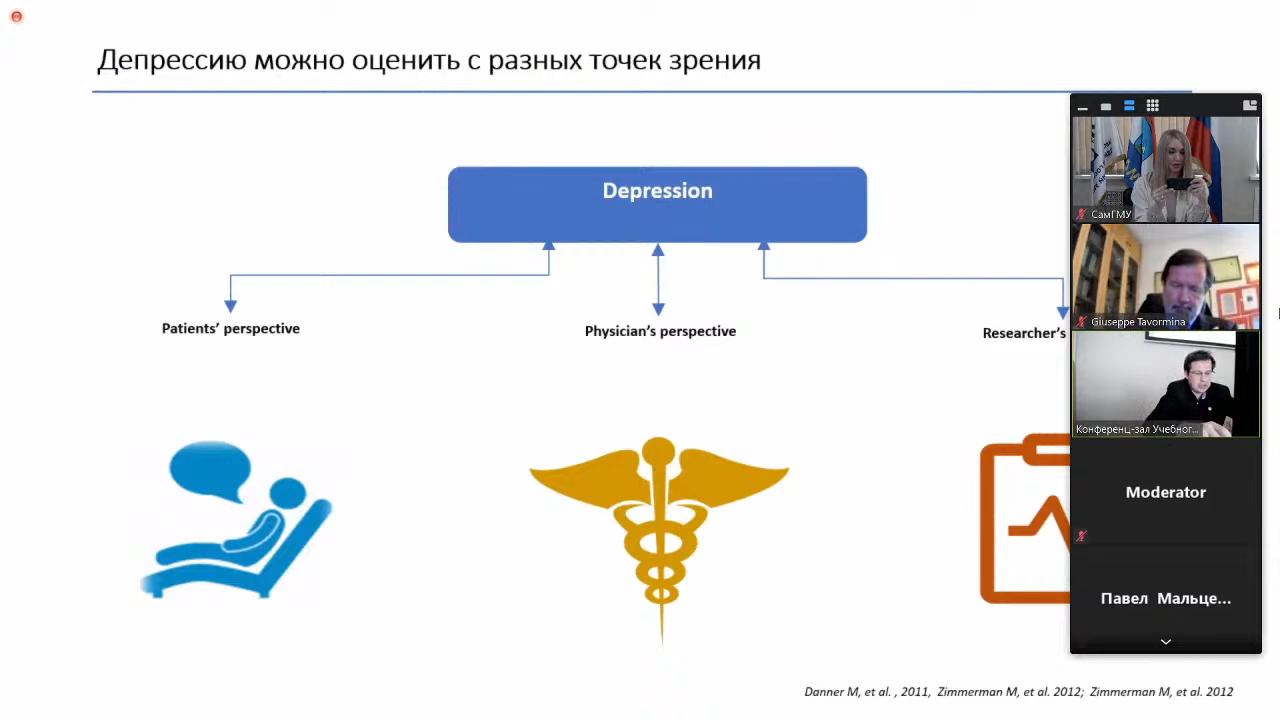 Депрессию можно оценить с разных точек зрения
Depression
Patients’ perspective
Physician’s perspective
Researcher’s
СамГМУ
Giuseppe Tavormina
Конференц-зал Учебног...
Moderator
Павел Мальце...
Danner M, et al. , 2011, Zimmerman M, et al. 2012; Zimmerman M, et al. 2012